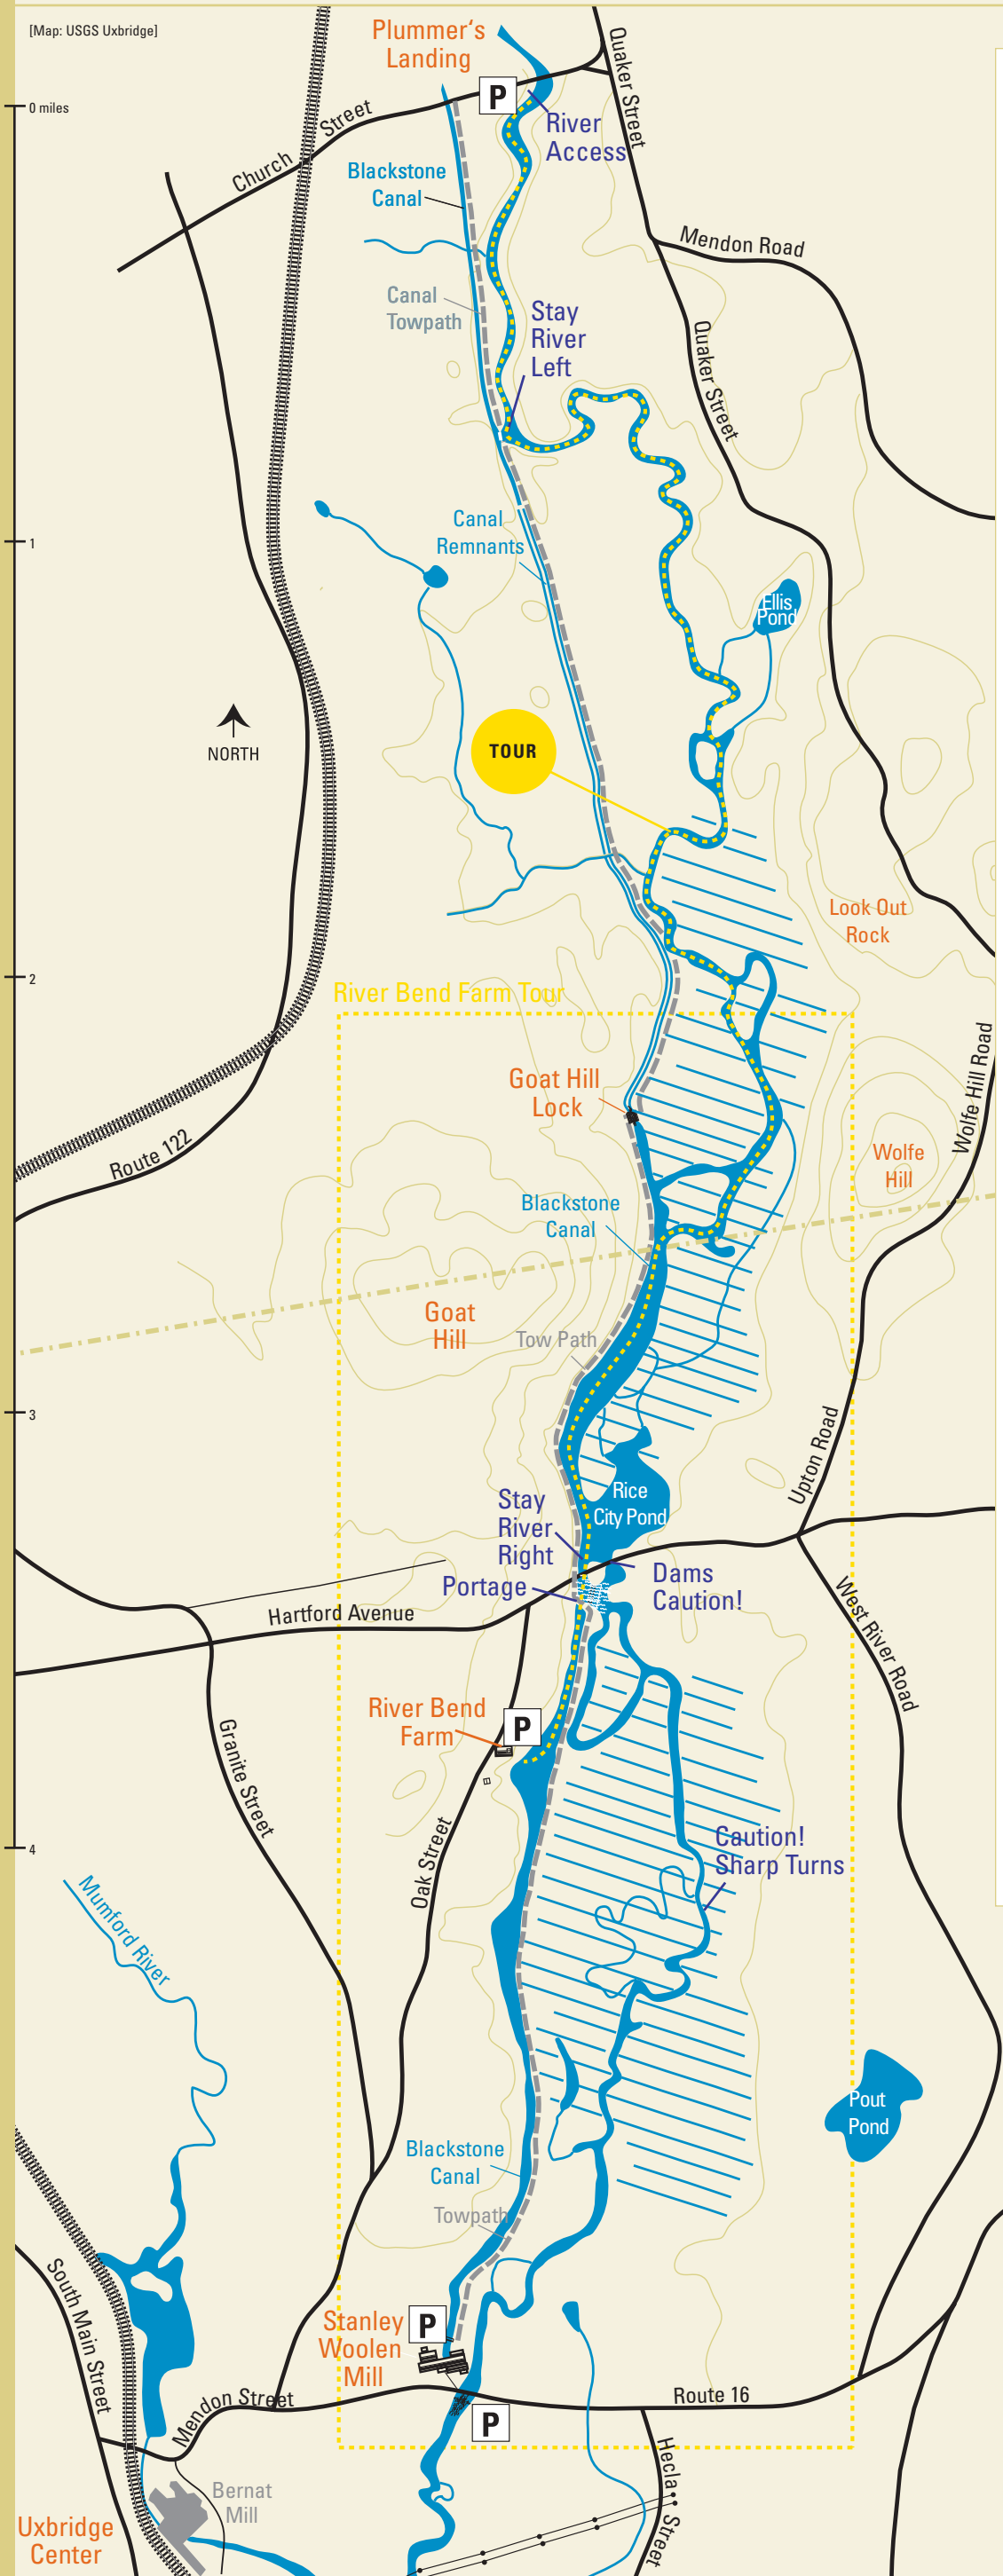 [Map: USGS Uxbridge]
Plummer's
Landing
Quaker Street
P
0 miles
Church Street
River
Access
Blackstone
Canal
Mendon Road
Canal
Towpath
Stay
River
Left
Quaker Street
Canal
Remnants
1
Ellis
Pond
NORTH
TOUR
Look Out
Rock
2
River Bend Farm Tour
Goat Hill
Lock
Wolfe Hill Road
Route 122
Wolfe
Hill
Blackstone
Canal
Goat
Hill
Tow Path
3
Upton Road
Rice
City Pond
Stay
River
Right
Dams
Caution!
Portage
Hartford Avenue
West River Road
River Bend
Farm
P
Granite Street
Caution!
Sharp Turns
4
Oak Street
Mumford River
Pout
Pond
Blackstone
Canal
Towpath
South Main Street
Stanley
Woolen
Mill
P
Mendon Street
Route 16
P
Hecla Street
Bernat
Mill
Uxbridge
Center